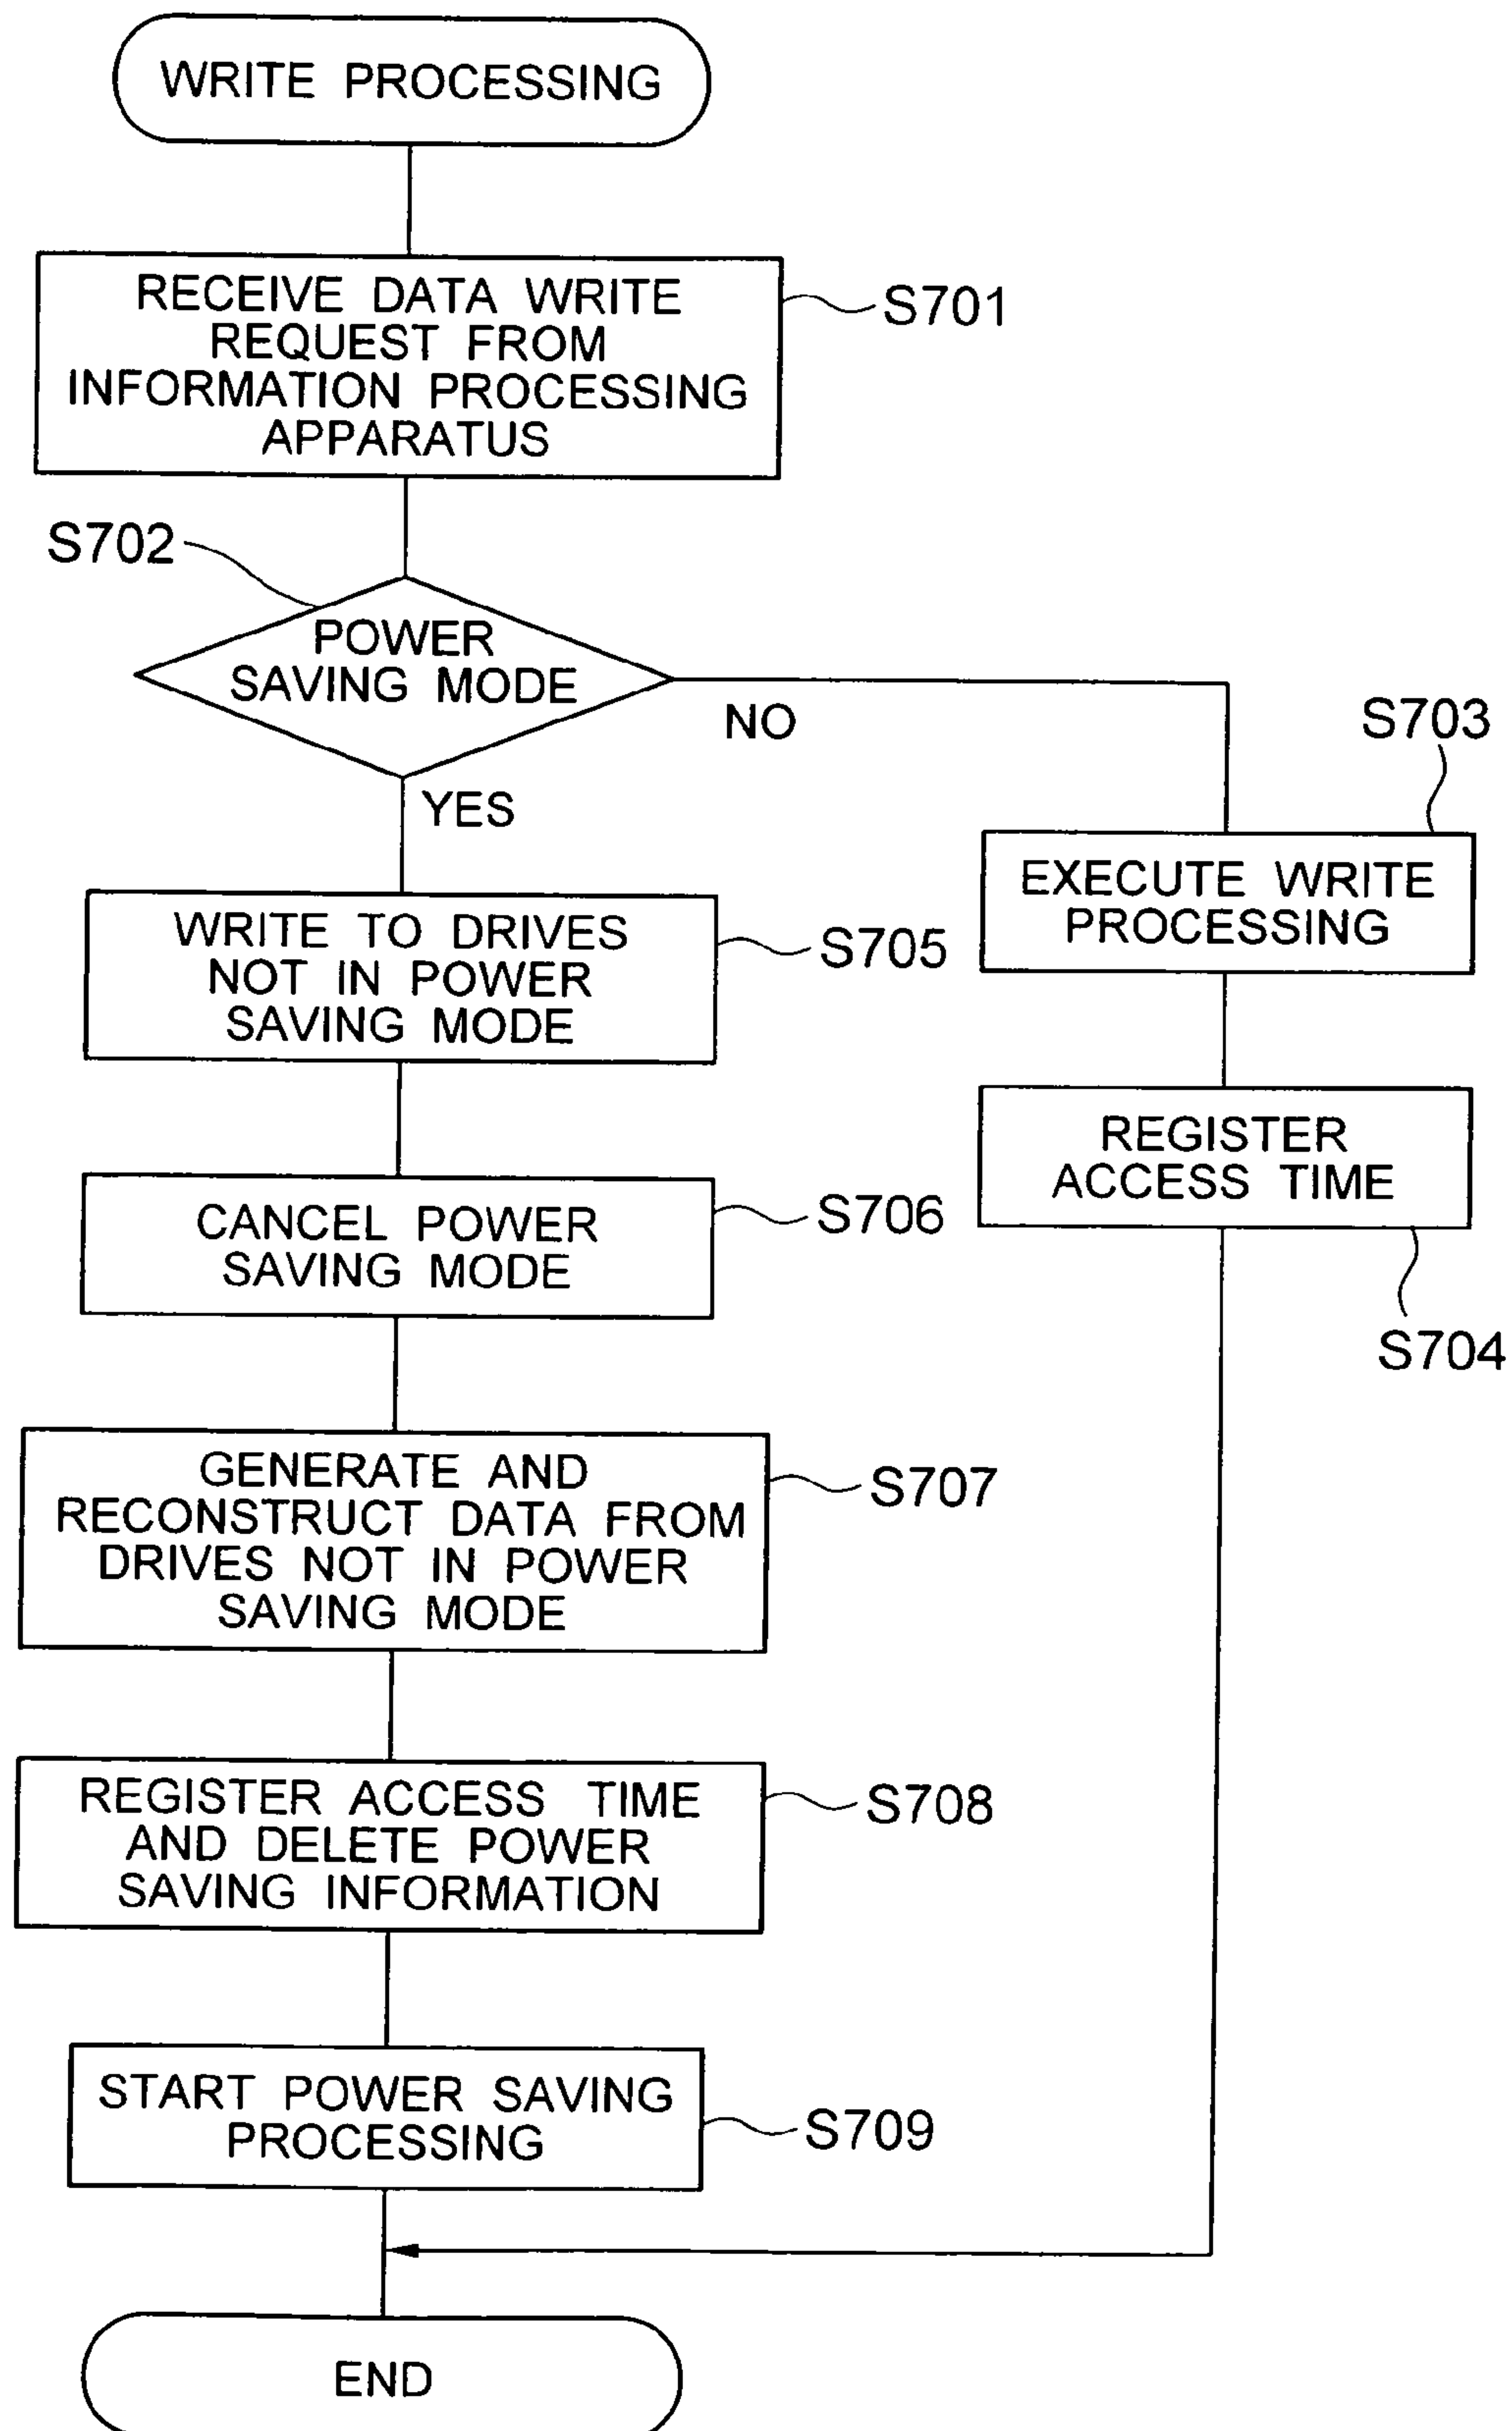 WRITE PROCESSING
RECEIVE DATA WRITE
REQUEST FROM
INFORMATION PROCESSING
APPARATUS
S701
S702
POWER
SAVING MODE
NO
YES
S703
EXECUTE WRITE
PROCESSING
WRITE TO DRIVES
NOT IN POWER
SAVING MODE
S705
REGISTER
ACCESS TIME
S704
CANCEL POWER
SAVING MODE
S706
GENERATE AND
RECONSTRUCT DATA FROM
DRIVES NOT IN POWER
SAVING MODE
S707
REGISTER ACCESS TIME
AND DELETE POWER
SAVING INFORMATION
S708
START POWER SAVING
PROCESSING
S709
END